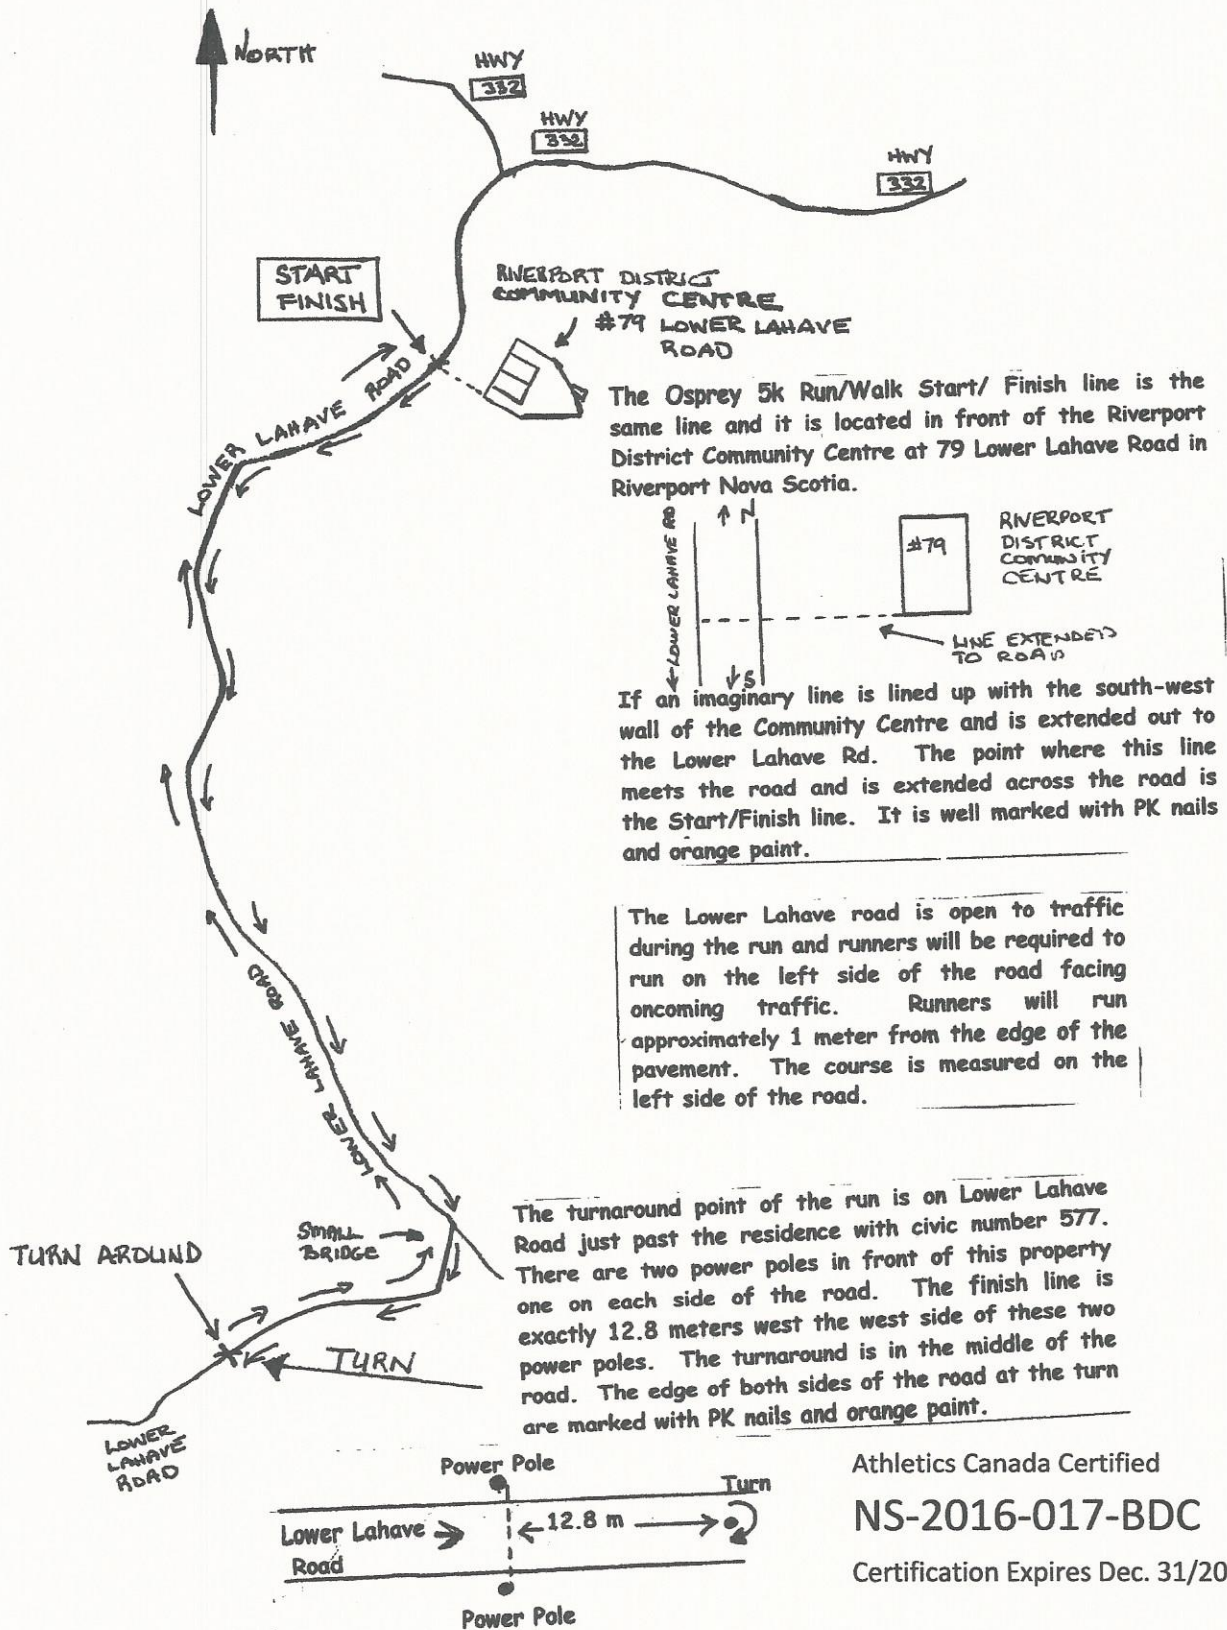 NORTH
HWY
332
HWY
332
HWY
332
START
FINISH
RIVERPORT DISTRICT
COMMUNITY CENTRE
#79 LOWER LAHAVE
ROAD
LOWER LAHAVE ROAD
The Osprey 5k Run/Walk Start/ Finish line is the
same line and it is located in front of the Riverport
District Community Centre at 79 Lower Lahave Road in
Riverport Nova Scotia.
LOWER LAHAVE RD
N
S
#79
RIVERPORT
DISTRICT
COMUNITY
CENTRE
LINE EXTENDED
TO ROAD
If an imaginary line is lined up with the south-west
wall of the Community Centre and is extended out to
the Lower Lahave Rd. The point where this line
meets the road and is extended across the road is
the Start/Finish line. It is well marked with PK nails
and orange paint.
The Lower Lahave road is open to traffic
during the run and runners will be required to
run on the left side of the road facing
oncoming traffic. Runners will run
approximately 1 meter from the edge of the
pavement. The course is measured on the
left side of the road.
LOWER LAHAVE ROAD
SMALL
BRIDGE
TURN AROUND
TURN
LOWER
LAHAVE
ROAD
The turnaround point of the run is on Lower Lahave
Road just past the residence with civic number 577.
There are two power poles in front of this property
one on each side of the road. The finish line is
exactly 12.8 meters west the west side of these two
power poles. The turnaround is in the middle of the
road. The edge of both sides of the road at the turn
are marked with PK nails and orange paint.
Power Pole
Turn
Lower Lahave
Road
12.8 m
Power Pole
Athletics Canada Certified
NS-2016-017-BDC
Certification Expires Dec. 31/20